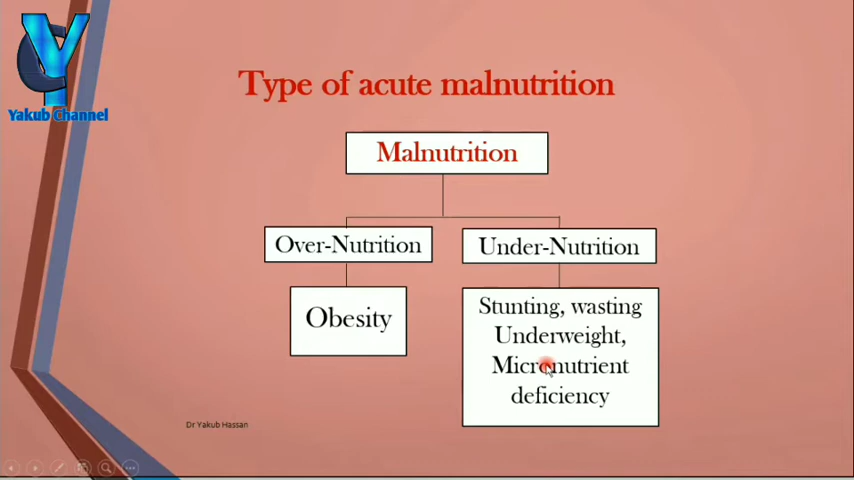 Yakub Channel
Type of acute malnutrition
Malnutrition
Over-Nutrition
Under-Nutrition
Obesity
Stunting, wasting
Underweight,
Micronutrient
deficiency
Dr Yakub Hassan